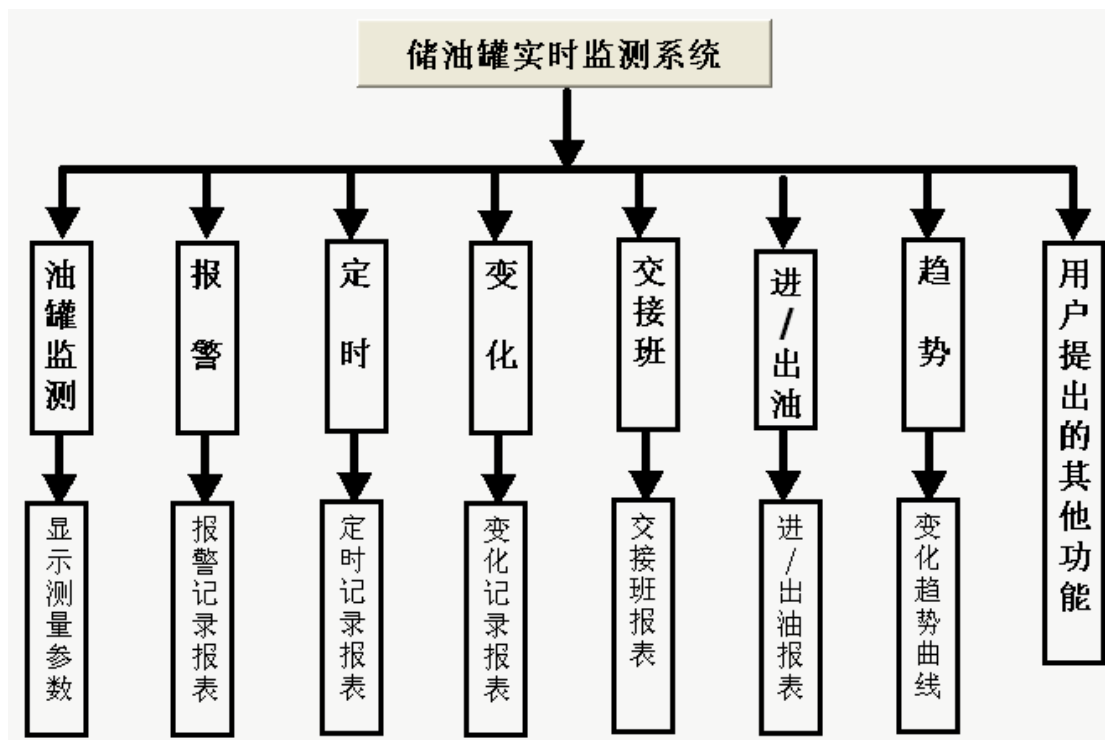 储油罐实时监测系统
油罐监测
报警
定时
变化
交接班
进/出油
趋势
用户提出的其他功能
显示测量参数
报警记录报表
定时记录报表
变化记录报表
交接班报表
进/出油报表
变化趋势曲线